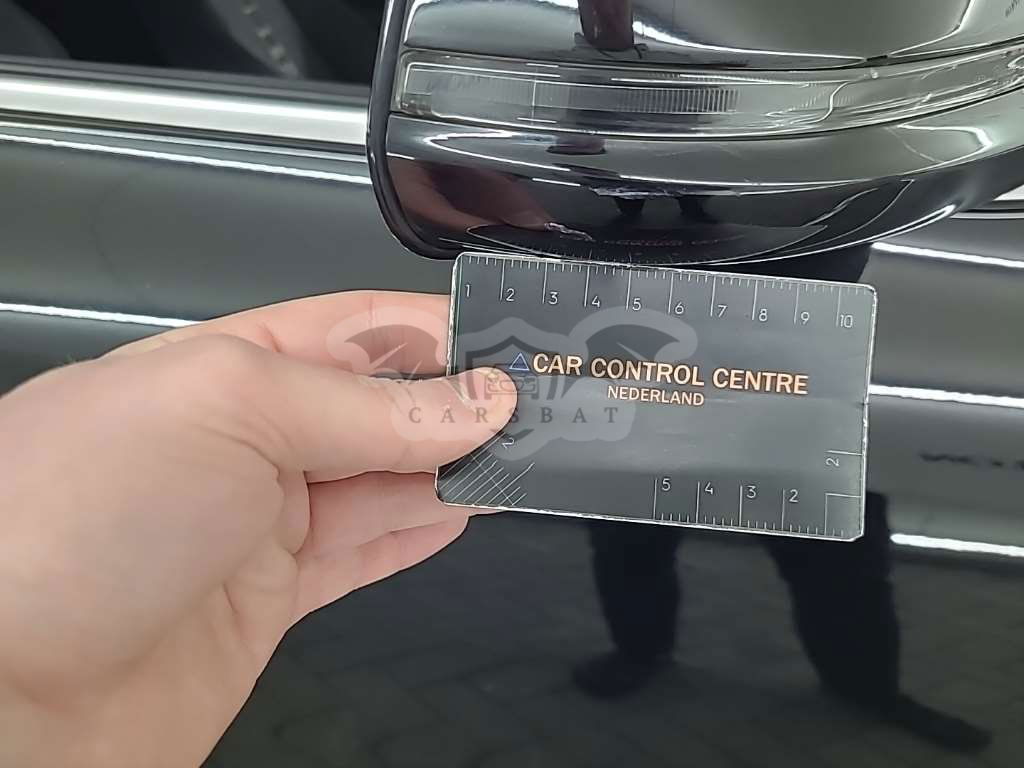 1 2 3 4 5 6 7 8 9 10
CAR CONTROL CENTRE
NEDERLAND
CARSBAT
2
2
5 4 3 2